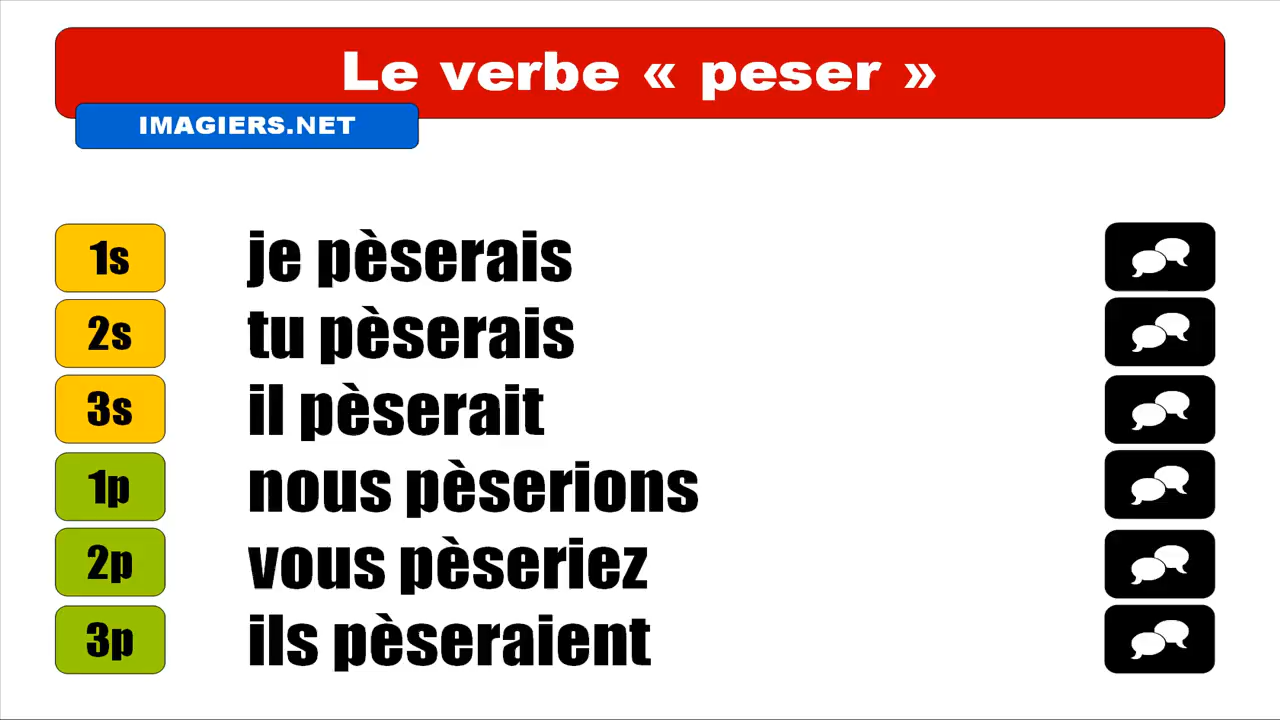 Le verbe « peser »
IMAGIERS.NET
1s je pèserais
2s tu pèserais
3s il pèserait
1p nous pèserions
2p vous pèseriez
3p ils pèseraient